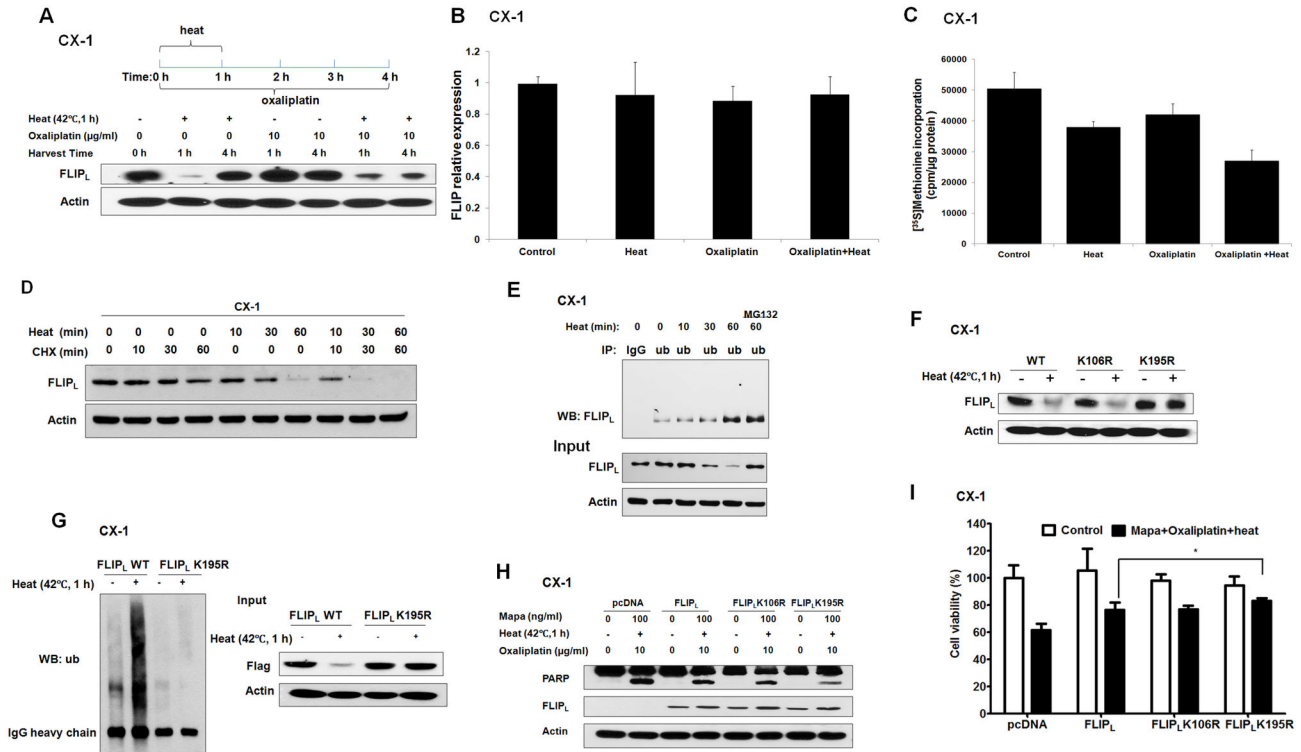 A
CX-1
heat
Time:0 h 1 h 2 h 3 h 4 h
oxaliplatin
Heat (42℃,1 h) - + + - - + +
Oxaliplatin (µg/ml) 0 0 0 10 10 10 10
Harvest Time 0 h 1 h 4 h 1 h 4 h 1 h 4 h
FLIPL
Actin
B
CX-1
FLIP relative expression
1.2
1
0.8
0.6
0.4
0.2
0
Control Heat Oxaliplatin Oxaliplatin+Heat
C
CX-1
[35S]Methionine incorporation
(cpm/µg protein)
60000
50000
40000
30000
20000
10000
0
Control Heat Oxaliplatin Oxaliplatin +Heat
D
CX-1
Heat (min) 0 0 0 0 10 30 60 10 30 60
CHX (min) 0 10 30 60 0 0 0 10 30 60
FLIPL
Actin
E
CX-1
MG132
Heat (min): 0 0 10 30 60 60
IP: IgG ub ub ub ub ub
WB: FLIPL
Input
FLIPL
Actin
F
CX-1
WT K106R K195R
Heat (42℃,1 h) - + - + - +
FLIPL
Actin
G
CX-1
FLIPL WT FLIPL K195R
Heat (42℃, 1 h) - + - +
WB: ub
IgG heavy chain
Input
FLIPL WT FLIPL K195R
Heat (42℃, 1 h) - + - +
Flag
Actin
H
CX-1
pcDNA FLIPL FLIPLK106R FLIPLK195R
Mapa (ng/ml) 0 100 0 100 0 100 0 100
Heat (42℃,1 h) - + - + - + - +
Oxaliplatin (µg/ml) 0 10 0 10 0 10 0 10
PARP
FLIPL
Actin
I
CX-1
Control Mapa+Oxaliplatin+heat
*
Cell viability (%)
140
120
100
80
60
40
20
0
pcDNA FLIPL FLIPLK106R FLIPLK195R